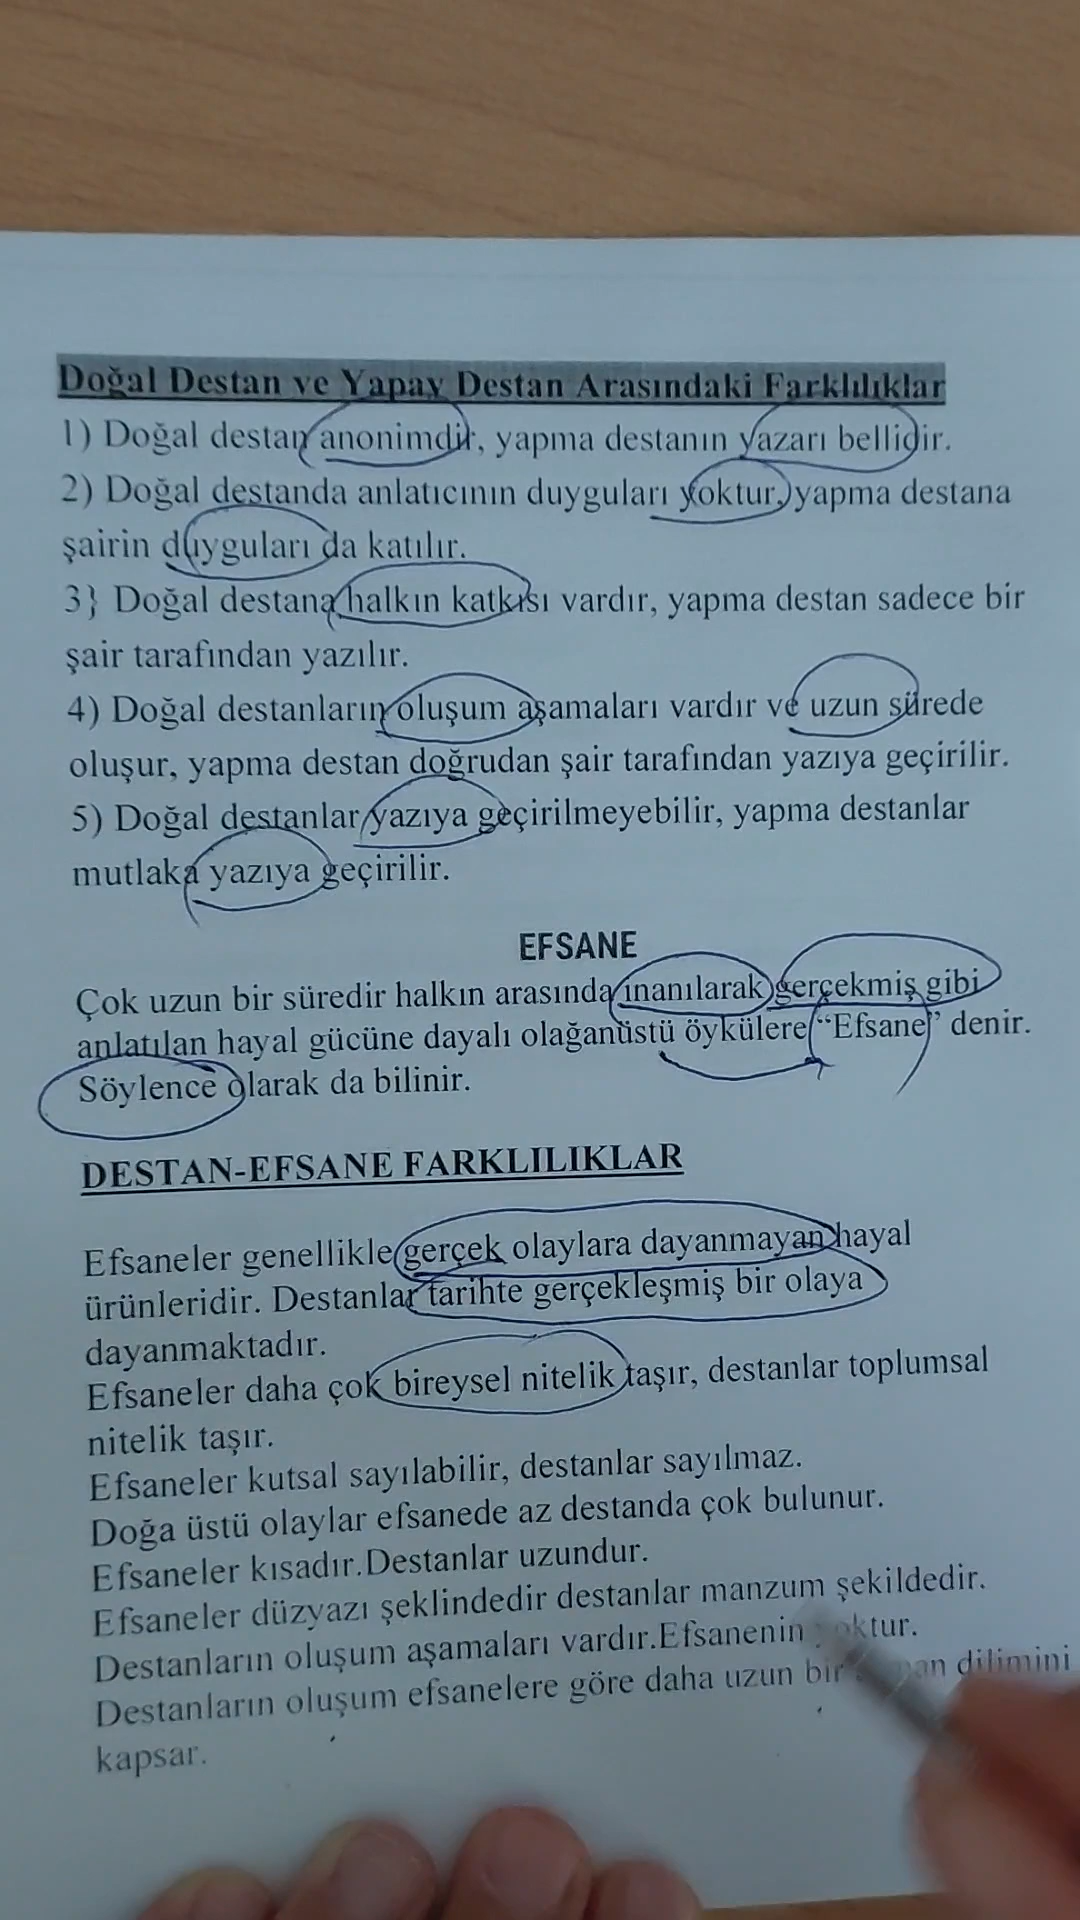 Doğal Destan ve Yapay Destan Arasındaki Farklılıklar
1) Doğal destan anonimdir, yapma destanın yazarı bellidir.
2) Doğal destanda anlatıcının duyguları yoktur, yapma destana
şairin duyguları da katılır.
3} Doğal destana halkın katkısı vardır, yapma destan sadece bir
şair tarafından yazılır.
4) Doğal destanların oluşum aşamaları vardır ve uzun sürede
oluşur, yapma destan doğrudan şair tarafından yazıya geçirilir.
5) Doğal destanlar yazıya geçirilmeyebilir, yapma destanlar
mutlaka yazıya geçirilir.
EFSANE
Çok uzun bir süredir halkın arasında inanılarak gerçekmiş gibi
anlatılan hayal gücüne dayalı olağanüstü öykülere “Efsane” denir.
Söylence olarak da bilinir.
DESTAN-EFSANE FARKLILIKLAR
Efsaneler genellikle gerçek olaylara dayanmayan hayal
ürünleridir. Destanlar tarihte gerçekleşmiş bir olaya
dayanmaktadır.
Efsaneler daha çok bireysel nitelik taşır, destanlar toplumsal
nitelik taşır.
Efsaneler kutsal sayılabilir, destanlar sayılmaz.
Doğa üstü olaylar efsanede az destanda çok bulunur.
Efsaneler kısadır.Destanlar uzundur.
Efsaneler düzyazı şeklindedir destanlar manzum şekildedir.
Destanların oluşum aşamaları vardır.Efsanenin
Destanların oluşum efsanelere göre daha uzun bir dilimini
kapsar.